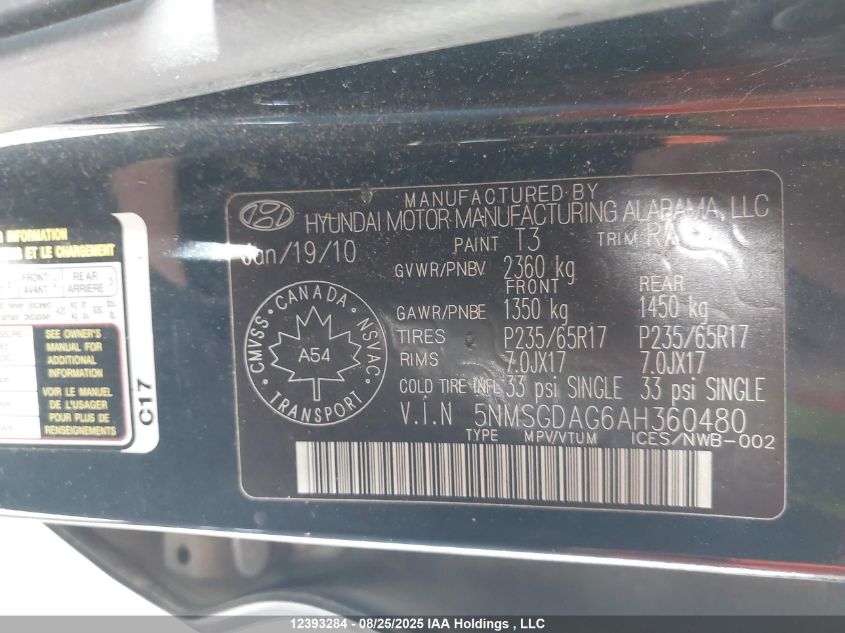 INFORMATION
ET LE CHARGEMENT
FRONT
AVANT
REAR
ARRIERE 3
never exceed
SEE OWNER'S
MANUAL FOR
ADDITIONAL
INFORMATION
VOIR LE MANUEL
DE L'USAGER
POUR PLUS DE
RENSEIGNEMENTS
C17
MANUFACTURED BY
HYUNDAI MOTOR MANUFACTURING ALABAMA, LLC
Jan/19/10 PAINT T3 TRIM
GVWR/PNBV 2360 kg
FRONT REAR
GAWR/PNBE 1350 kg 1450 kg
TIRES P235/65R17 P235/65R17
RIMS 7.0JX17 7.0JX17
COLD TIRE INFL 33 psi SINGLE 33 psi SINGLE
V.I.N 5NMSGDAG6AH360480
TYPE MPV/VTUM ICES/NWB-002
CANADA
CMVSS · NSVAC
A54
TRANSPORT
12393284 - 08/25/2025 IAA Holdings , LLC